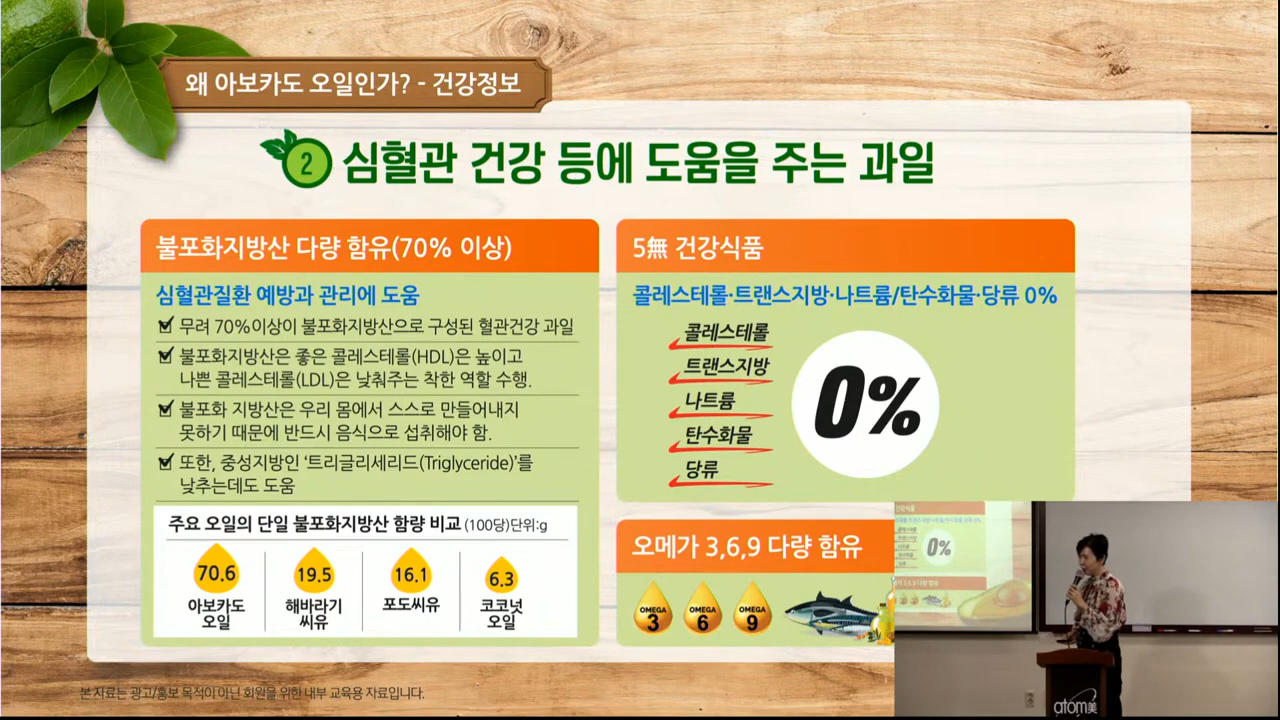 왜 아보카도 오일인가? - 건강정보
2 심혈관 건강 등에 도움을 주는 과일
불포화지방산 다량 함유(70% 이상)
심혈관질환 예방과 관리에 도움
무려 70%이상이 불포화지방산으로 구성된 혈관건강 과일
불포화지방산은 좋은 콜레스테롤(HDL)은 높이고
나쁜 콜레스테롤(LDL)은 낮춰주는 착한 역할 수행.
불포화 지방산은 우리 몸에서 스스로 만들어내지
못하기 때문에 반드시 음식으로 섭취해야 함.
또한, 중성지방인 ‘트리글리세리드(Triglyceride)’를
낮추는데도 도움
주요 오일의 단일 불포화지방산 함량 비교 (100당)단위:g
70.6
아보카도
오일
19.5
해바라기
씨유
16.1
포도씨유
6.3
코코넛
오일
5無 건강식품
콜레스테롤·트랜스지방·나트륨/탄수화물·당류 0%
콜레스테롤
트랜스지방
나트륨
탄수화물
당류
0%
오메가 3,6,9 다량 함유
OMEGA
3
OMEGA
6
OMEGA
9
0%
atom美
본 자료는 광고/홍보 목적이 아닌 회원을 위한 내부 교육용 자료입니다.